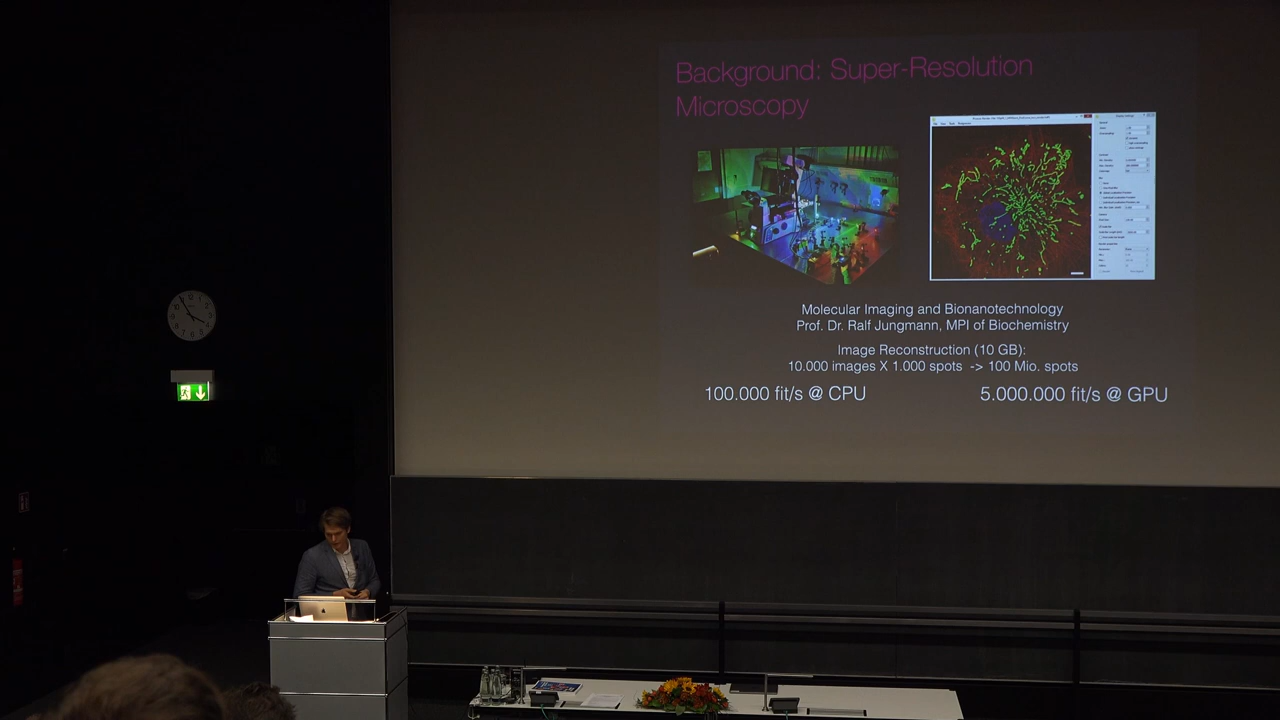 Background: Super-Resolution
Microscopy
Molecular Imaging and Bionanotechnology
Prof. Dr. Ralf Jungmann, MPI of Biochemistry
Image Reconstruction (10 GB):
10.000 images X 1.000 spots -> 100 Mio. spots
100.000 fit/s @ CPU
5.000.000 fit/s @ GPU